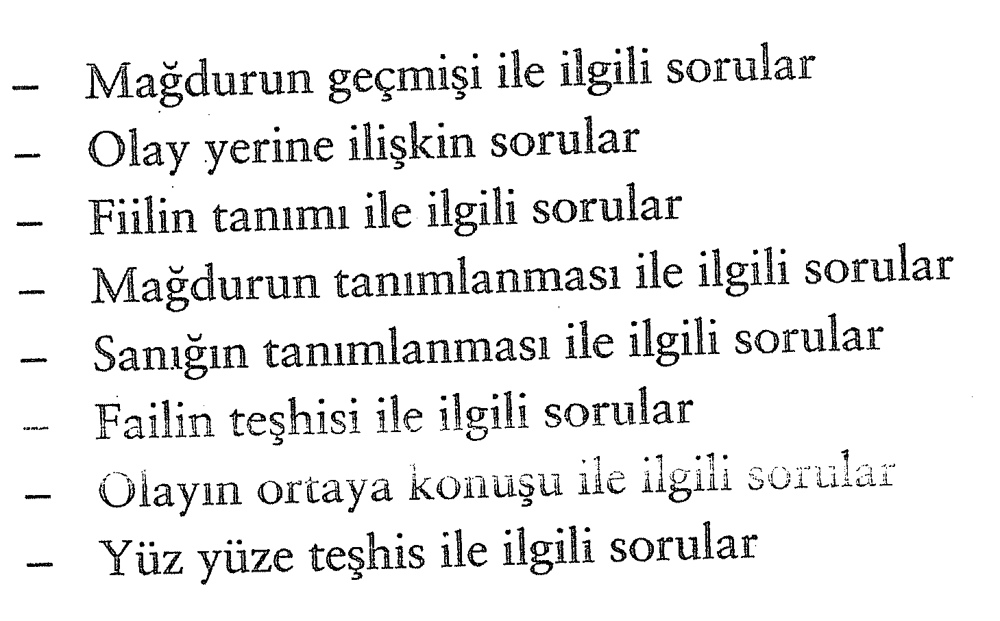 – Mağdurun geçmişi ile ilgili sorular
– Olay yerine ilişkin sorular
– Fiilin tanımı ile ilgili sorular
– Mağdurun tanımlanması ile ilgili sorular
– Sanığın tanımlanması ile ilgili sorular
– Failin teşhisi ile ilgili sorular
– Olayın ortaya konuşu ile ilgili sorular
– Yüz yüze teşhis ile ilgili sorular